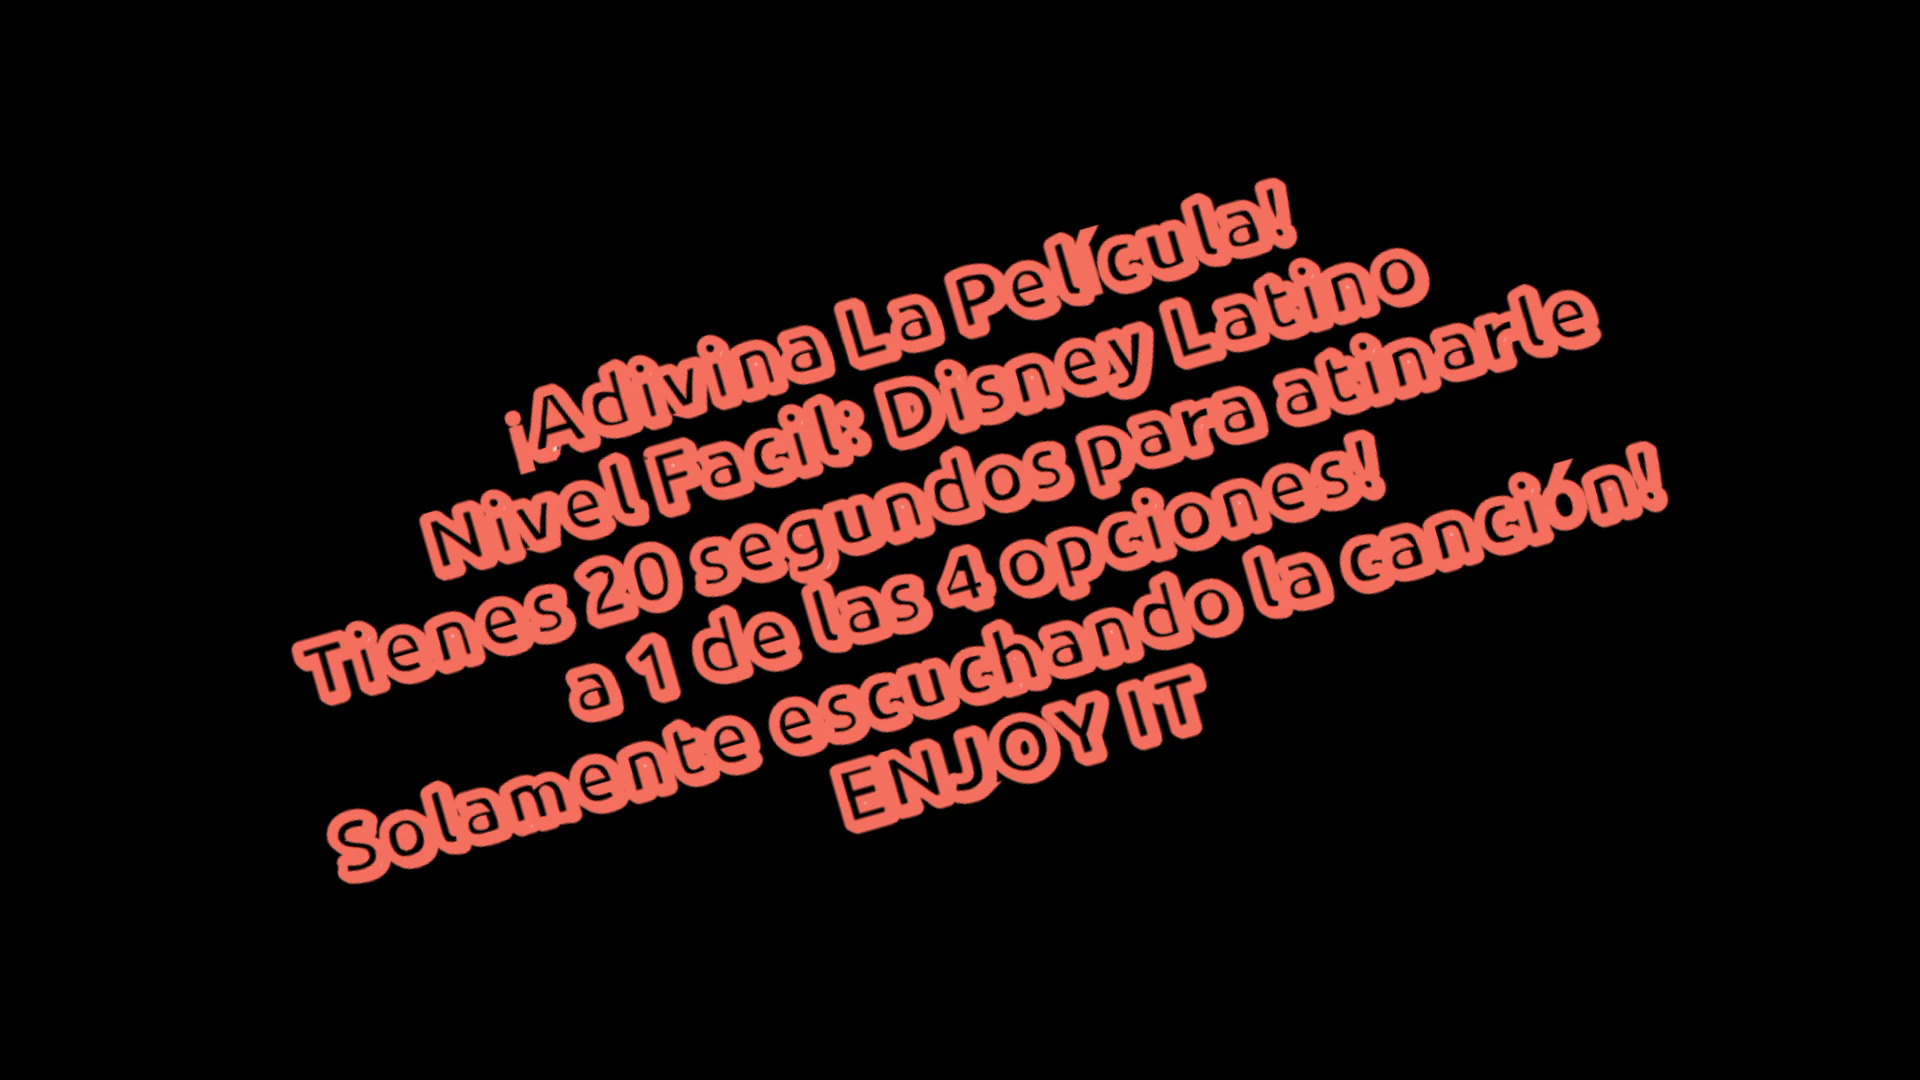 ¡Adivina La Película!
Nivel Facil: Disney Latino
Tienes 20 segundos para atinarle
a 1 de las 4 opciones!
Solamente escuchando la canción!
ENJOY IT